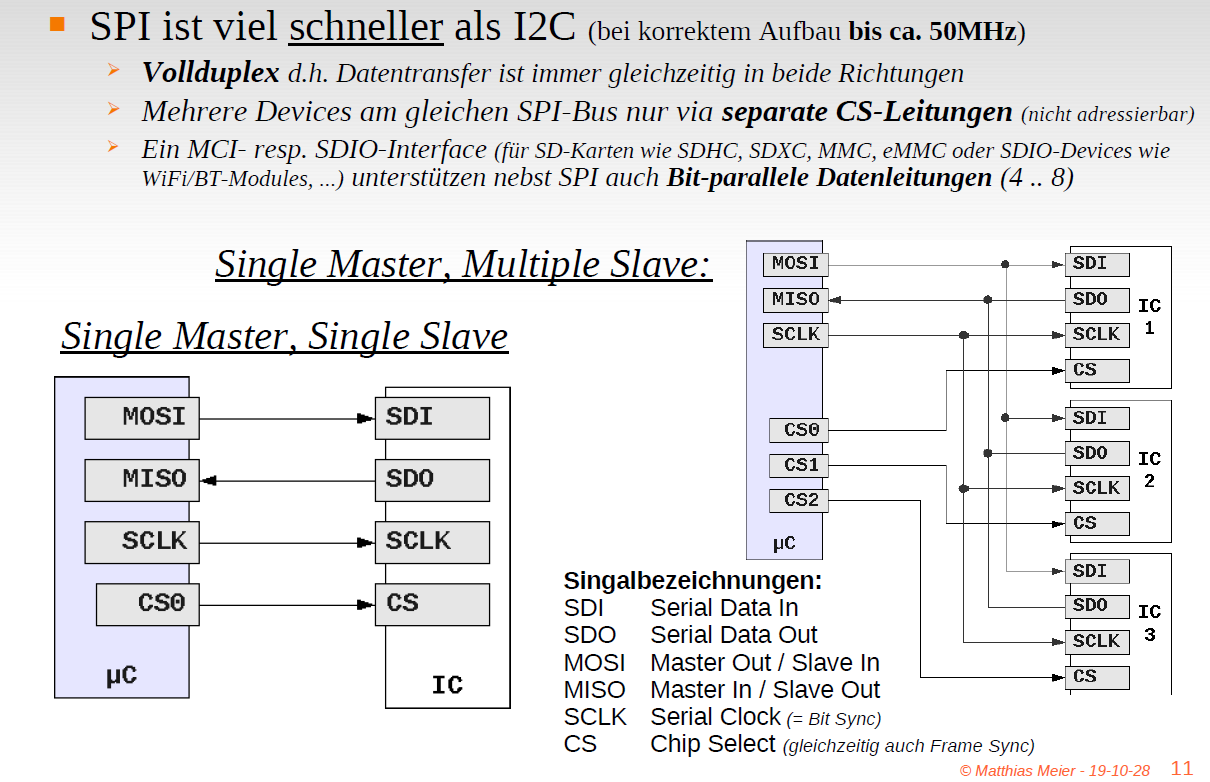 SPI ist viel schneller als I2C (bei korrektem Aufbau bis ca. 50MHz)
Vollduplex d.h. Datentransfer ist immer gleichzeitig in beide Richtungen
Mehrere Devices am gleichen SPI-Bus nur via separate CS-Leitungen (nicht adressierbar)
Ein MCI- resp. SDIO-Interface (für SD-Karten wie SDHC, SDXC, MMC, eMMC oder SDIO-Devices wie
WiFi/BT-Modules, ...) unterstützen nebst SPI auch Bit-parallele Datenleitungen (4 .. 8)
Single Master, Multiple Slave:
MOSI
MISO
SCLK
CS0
CS1
CS2
µC
SDI
SDO
SCLK
CS
IC
1
SDI
SDO
SCLK
CS
IC
2
SDI
SDO
SCLK
CS
IC
3
Single Master, Single Slave
MOSI
MISO
SCLK
CS0
µC
SDI
SDO
SCLK
CS
IC
Singalbezeichnungen:
SDI Serial Data In
SDO Serial Data Out
MOSI Master Out / Slave In
MISO Master In / Slave Out
SCLK Serial Clock (= Bit Sync)
CS Chip Select (gleichzeitig auch Frame Sync)
© Matthias Meier - 19-10-28 11